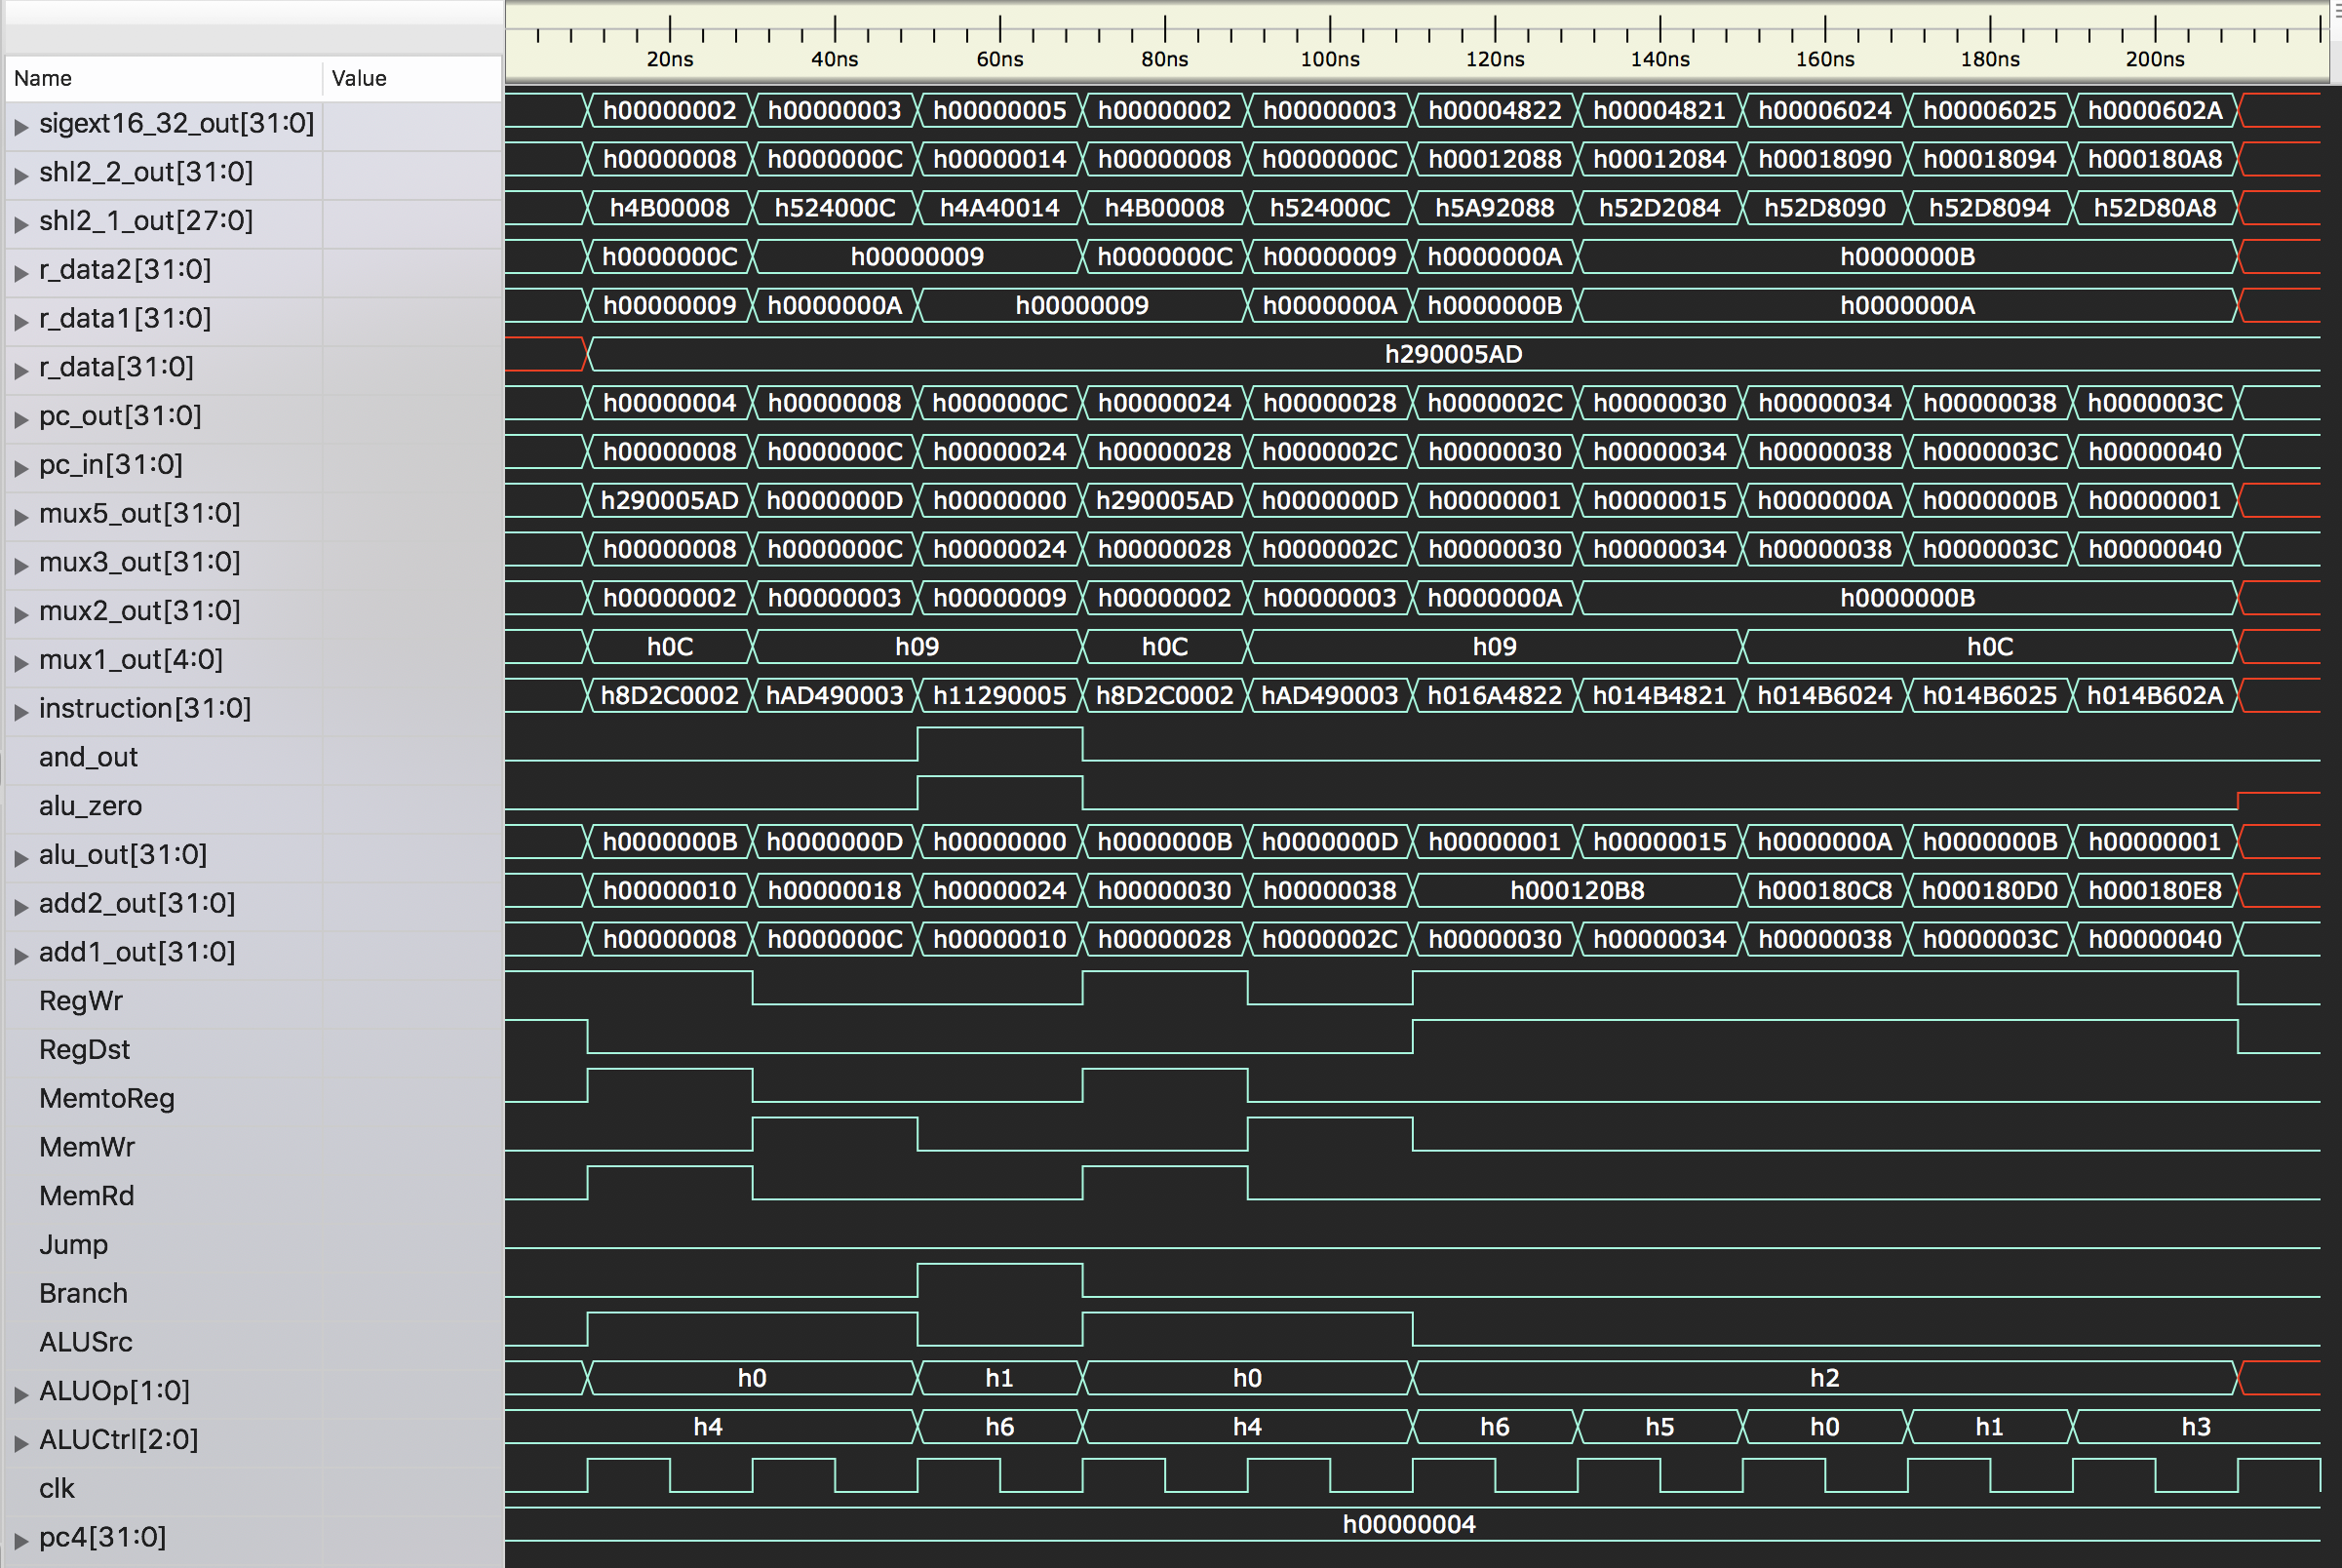 20ns 40ns 60ns 80ns 100ns 120ns 140ns 160ns 180ns 200ns
Name Value
sigext16_32_out[31:0] h00000002 h00000003 h00000005 h00000002 h00000003 h00004822 h00004821 h00006024 h00006025 h0000602A
shl2_2_out[31:0] h00000008 h0000000C h00000014 h00000008 h0000000C h00012088 h00012084 h00018090 h00018094 h000180A8
shl2_1_out[27:0] h4B00008 h524000C h4A40014 h4B00008 h524000C h5A92088 h52D2084 h52D8090 h52D8094 h52D80A8
r_data2[31:0] h0000000C h00000009 h0000000C h00000009 h0000000A h0000000B
r_data1[31:0] h00000009 h0000000A h00000009 h0000000A h0000000B h0000000A
r_data[31:0] h290005AD
pc_out[31:0] h00000004 h00000008 h0000000C h00000024 h00000028 h0000002C h00000030 h00000034 h00000038 h0000003C
pc_in[31:0] h00000008 h0000000C h00000024 h00000028 h0000002C h00000030 h00000034 h00000038 h0000003C h00000040
mux5_out[31:0] h290005AD h0000000D h00000000 h290005AD h0000000D h00000001 h00000015 h0000000A h0000000B h00000001
mux3_out[31:0] h00000008 h0000000C h00000024 h00000028 h0000002C h00000030 h00000034 h00000038 h0000003C h00000040
mux2_out[31:0] h00000002 h00000003 h00000009 h00000002 h00000003 h0000000A h0000000B
mux1_out[4:0] h0C h09 h0C h09 h0C
instruction[31:0] h8D2C0002 hAD490003 h11290005 h8D2C0002 hAD490003 h016A4822 h014B4821 h014B6024 h014B6025 h014B602A
and_out
alu_zero
alu_out[31:0] h0000000B h0000000D h00000000 h0000000B h0000000D h00000001 h00000015 h0000000A h0000000B h00000001
add2_out[31:0] h00000010 h00000018 h00000024 h00000030 h00000038 h000120B8 h000180C8 h000180D0 h000180E8
add1_out[31:0] h00000008 h0000000C h00000010 h00000028 h0000002C h00000030 h00000034 h00000038 h0000003C h00000040
RegWr
RegDst
MemtoReg
MemWr
MemRd
Jump
Branch
ALUSrc
ALUOp[1:0] h0 h1 h0 h2
ALUCtrl[2:0] h4 h6 h4 h6 h5 h0 h1 h3
clk
pc4[31:0] h00000004